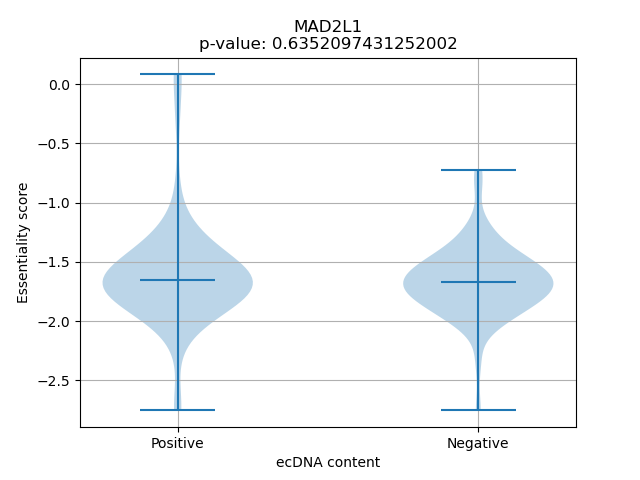 MAD2L1
p-value: 0.6352097431252002
0.0
−0.5
−1.0
−1.5
−2.0
−2.5
Essentiality score
Positive
Negative
ecDNA content